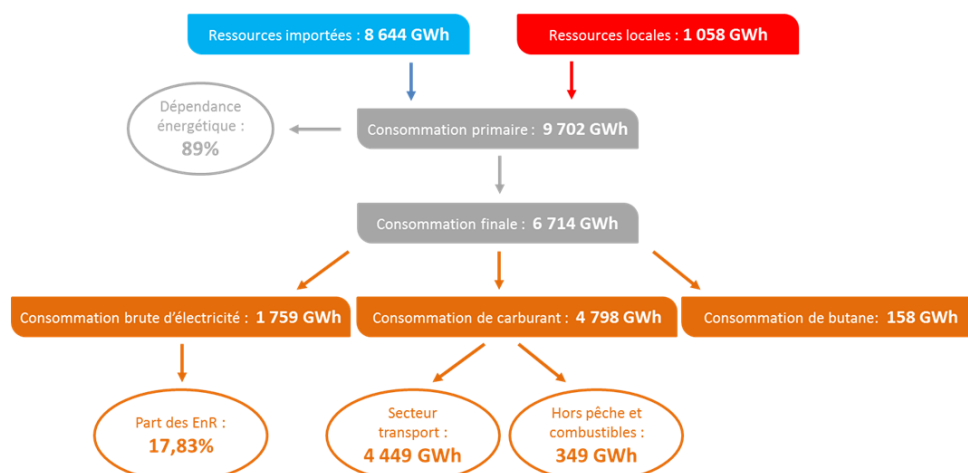 Ressources importées : 8 644 GWh
Ressources locales : 1 058 GWh
Dépendance
énergétique :
89%
Consommation primaire : 9 702 GWh
Consommation finale : 6 714 GWh
Consommation brute d'électricité : 1 759 GWh
Consommation de carburant : 4 798 GWh
Consommation de butane: 158 GWh
Part des EnR :
17,83%
Secteur
transport :
4 449 GWh
Hors pêche et
combustibles :
349 GWh